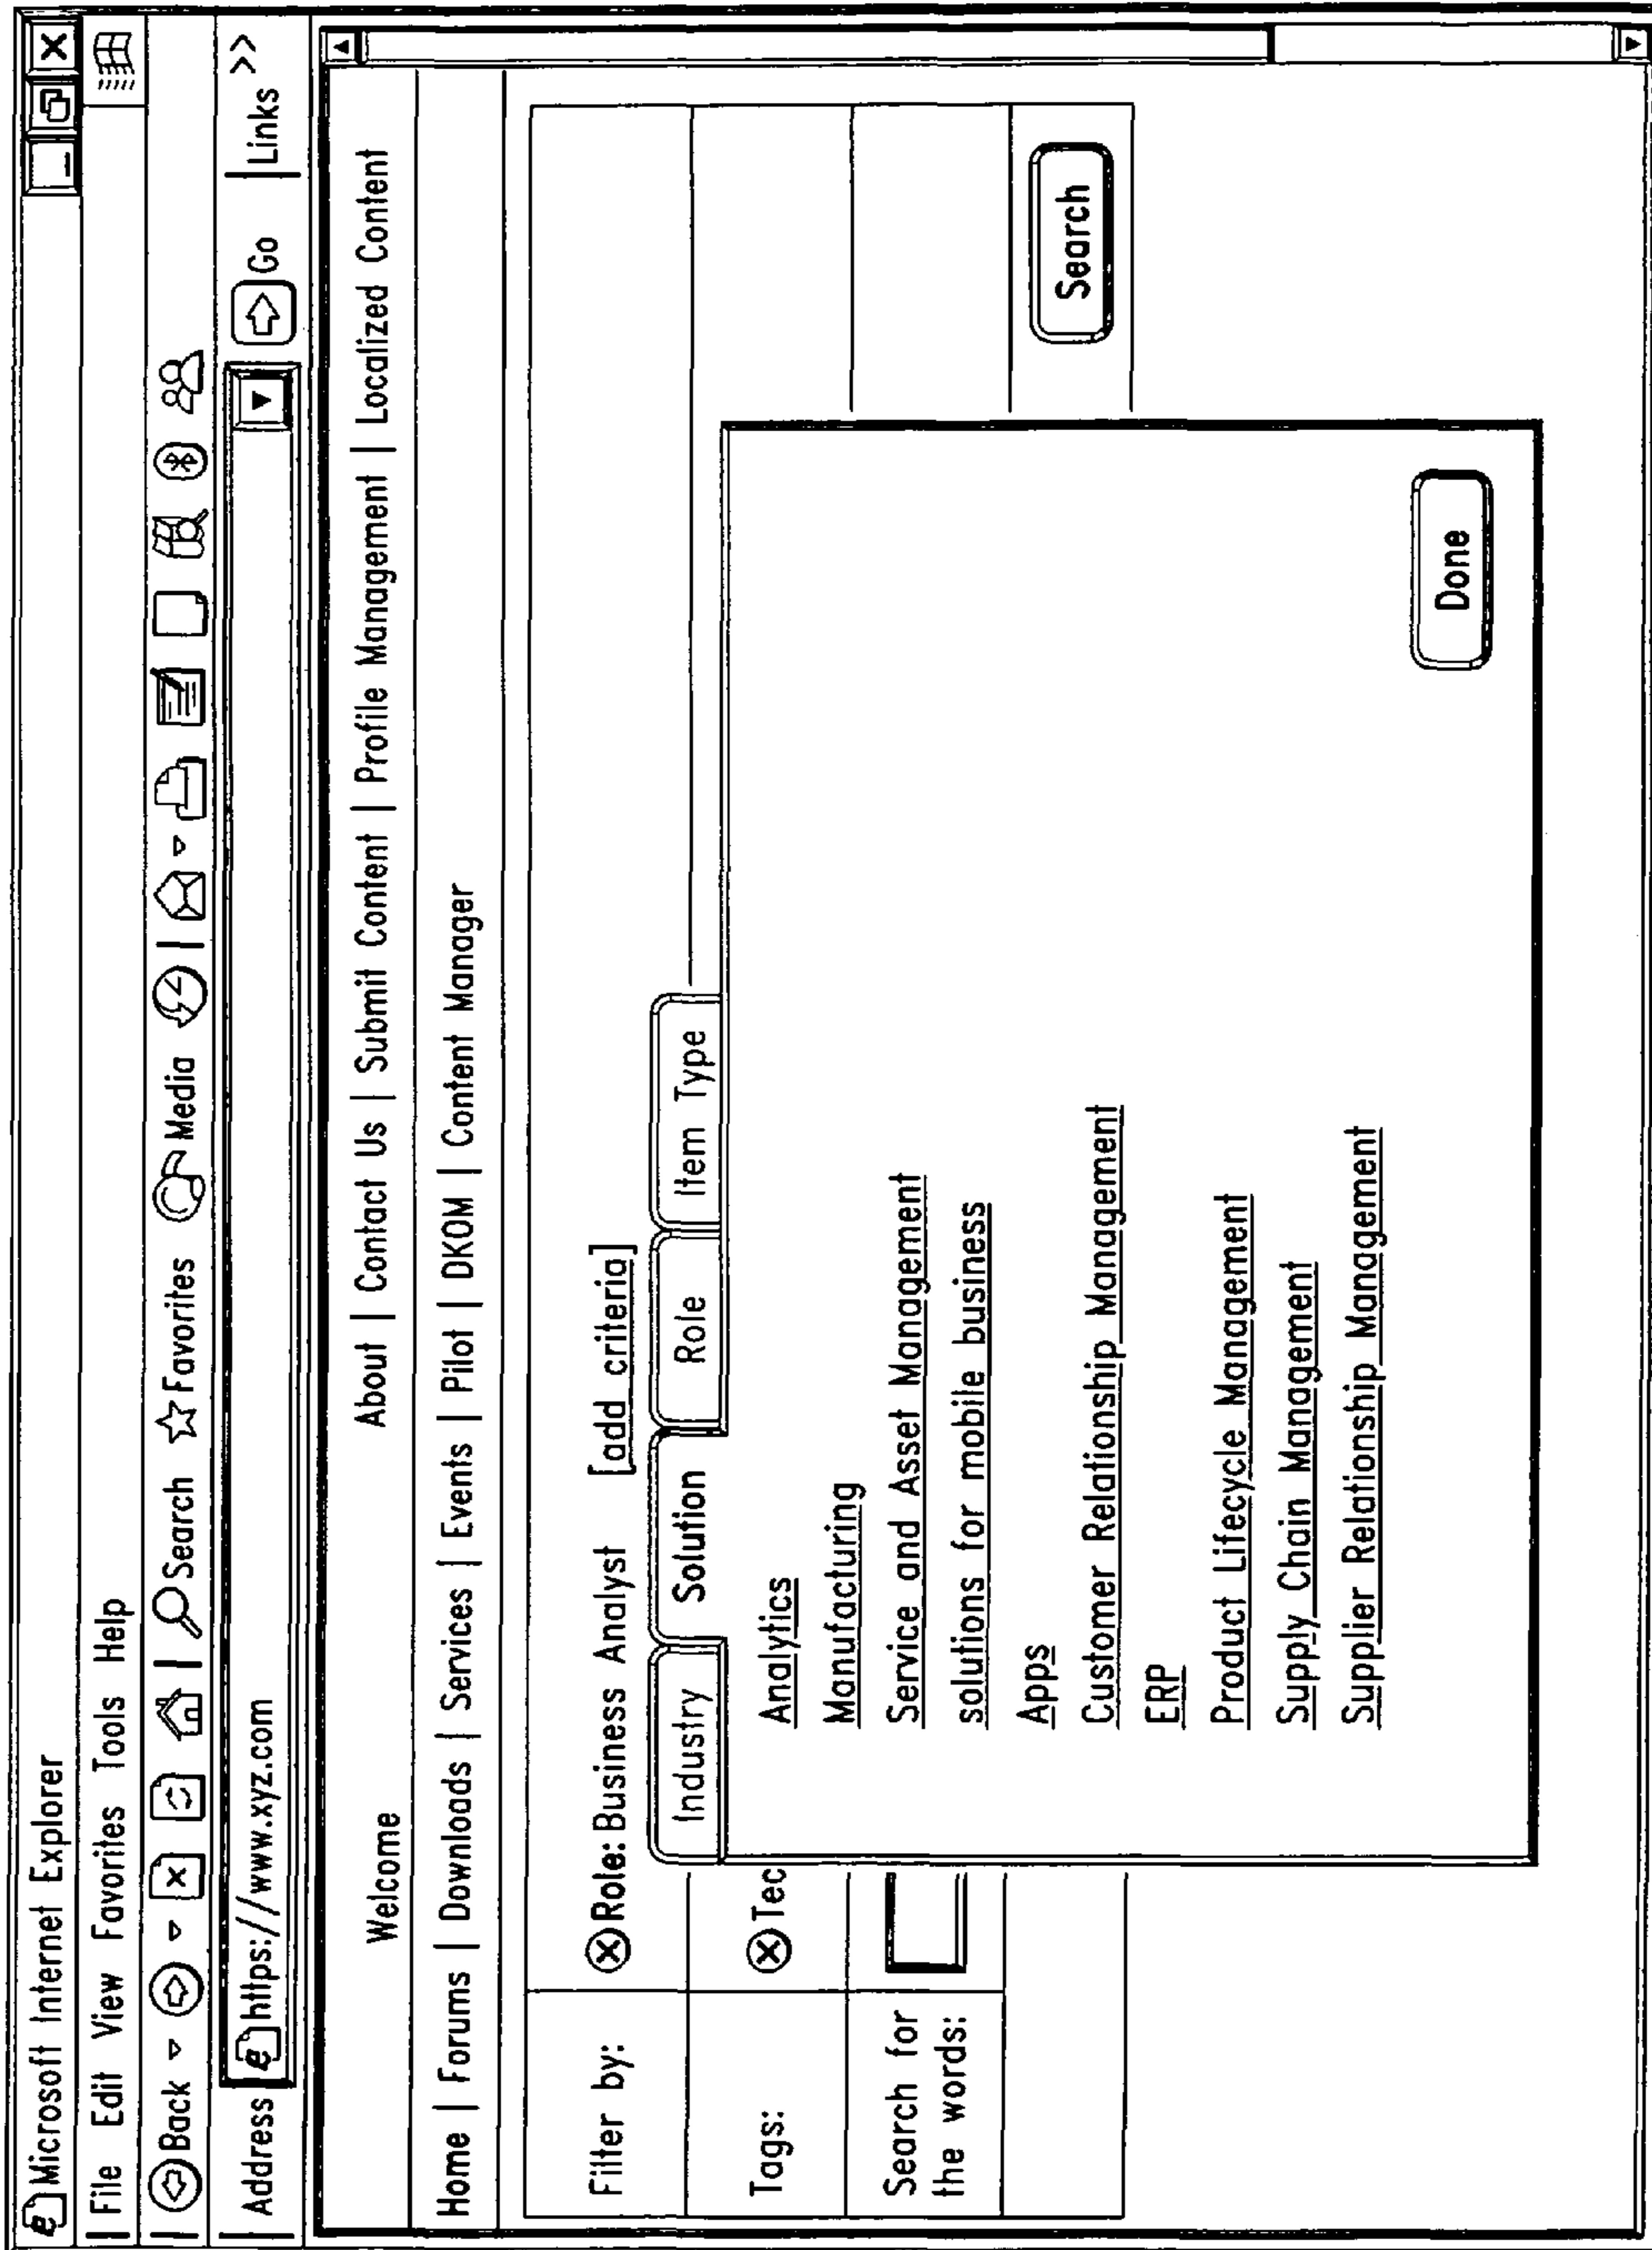 Microsoft Internet Explorer
File Edit View Favorites Tools Help
Back Search Favorites Media
Address https://www.xyz.com Go Links >>
Welcome About | Contact Us | Submit Content | Profile Management | Localized Content
Home | Forums | Downloads | Services | Events | Pilot | DKOM | Content Manager
Filter by: Role: Business Analyst [add criteria]
Industry Solution Role Item Type
Tags: Tec
Analytics
Manufacturing
Search for
the words:
Service and Asset Management
solutions for mobile business
Apps
Search
Customer Relationship Management
ERP
Product Lifecycle Management
Supply Chain Management
Supplier Relationship Management
Done